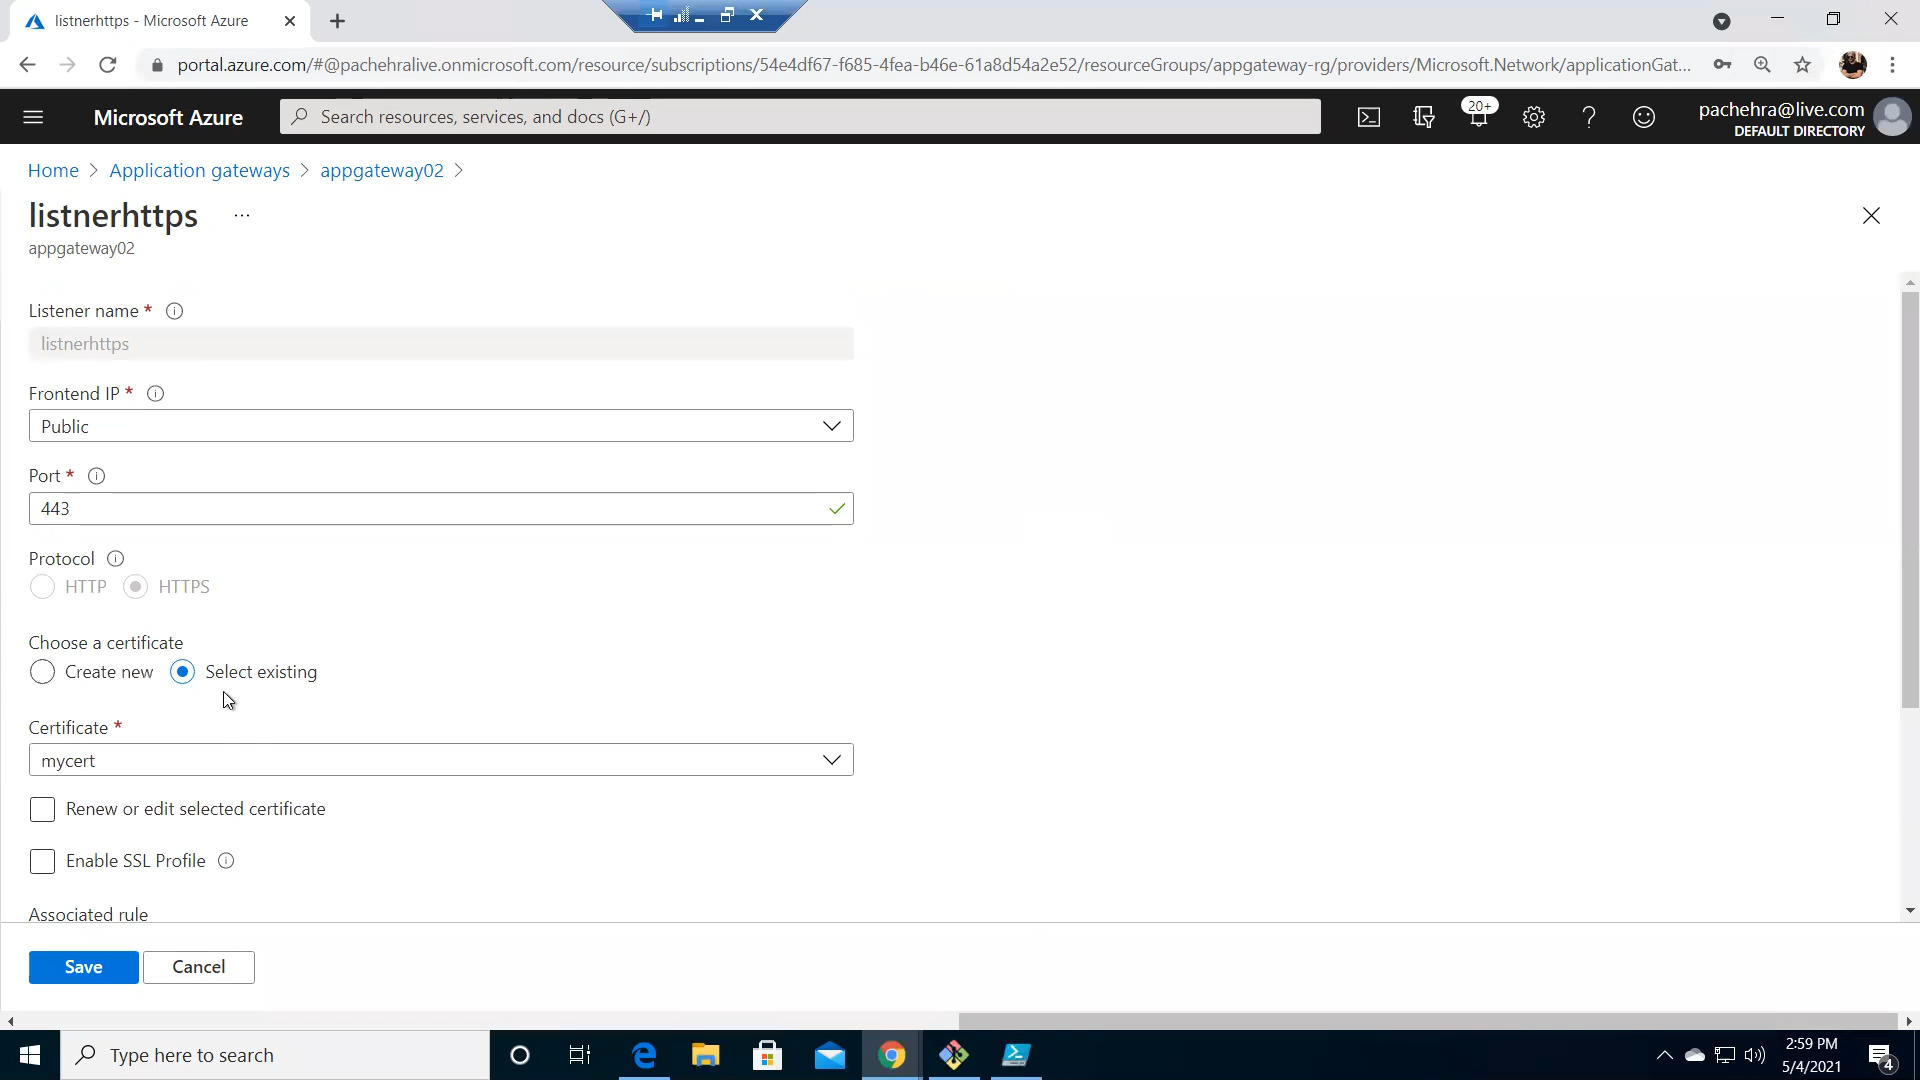 listnerhttps - Microsoft Azure
portal.azure.com/#@pachehralive.onmicrosoft.com/resource/subscriptions/54e4df67-f685-4fea-b46e-61a8d54a2e52/resourceGroups/appgateway-rg/providers/Microsoft.Network/applicationGat...
Microsoft Azure
Search resources, services, and docs (G+/)
20+
pachehra@live.com
DEFAULT DIRECTORY
Home > Application gateways > appgateway02 >
listnerhttps ...
appgateway02
Listener name *
listnerhttps
Frontend IP *
Public
Port *
443
Protocol
HTTP HTTPS
Choose a certificate
Create new Select existing
Certificate *
mycert
Renew or edit selected certificate
Enable SSL Profile
Associated rule
Save Cancel
Type here to search
2:59 PM
5/4/2021
4